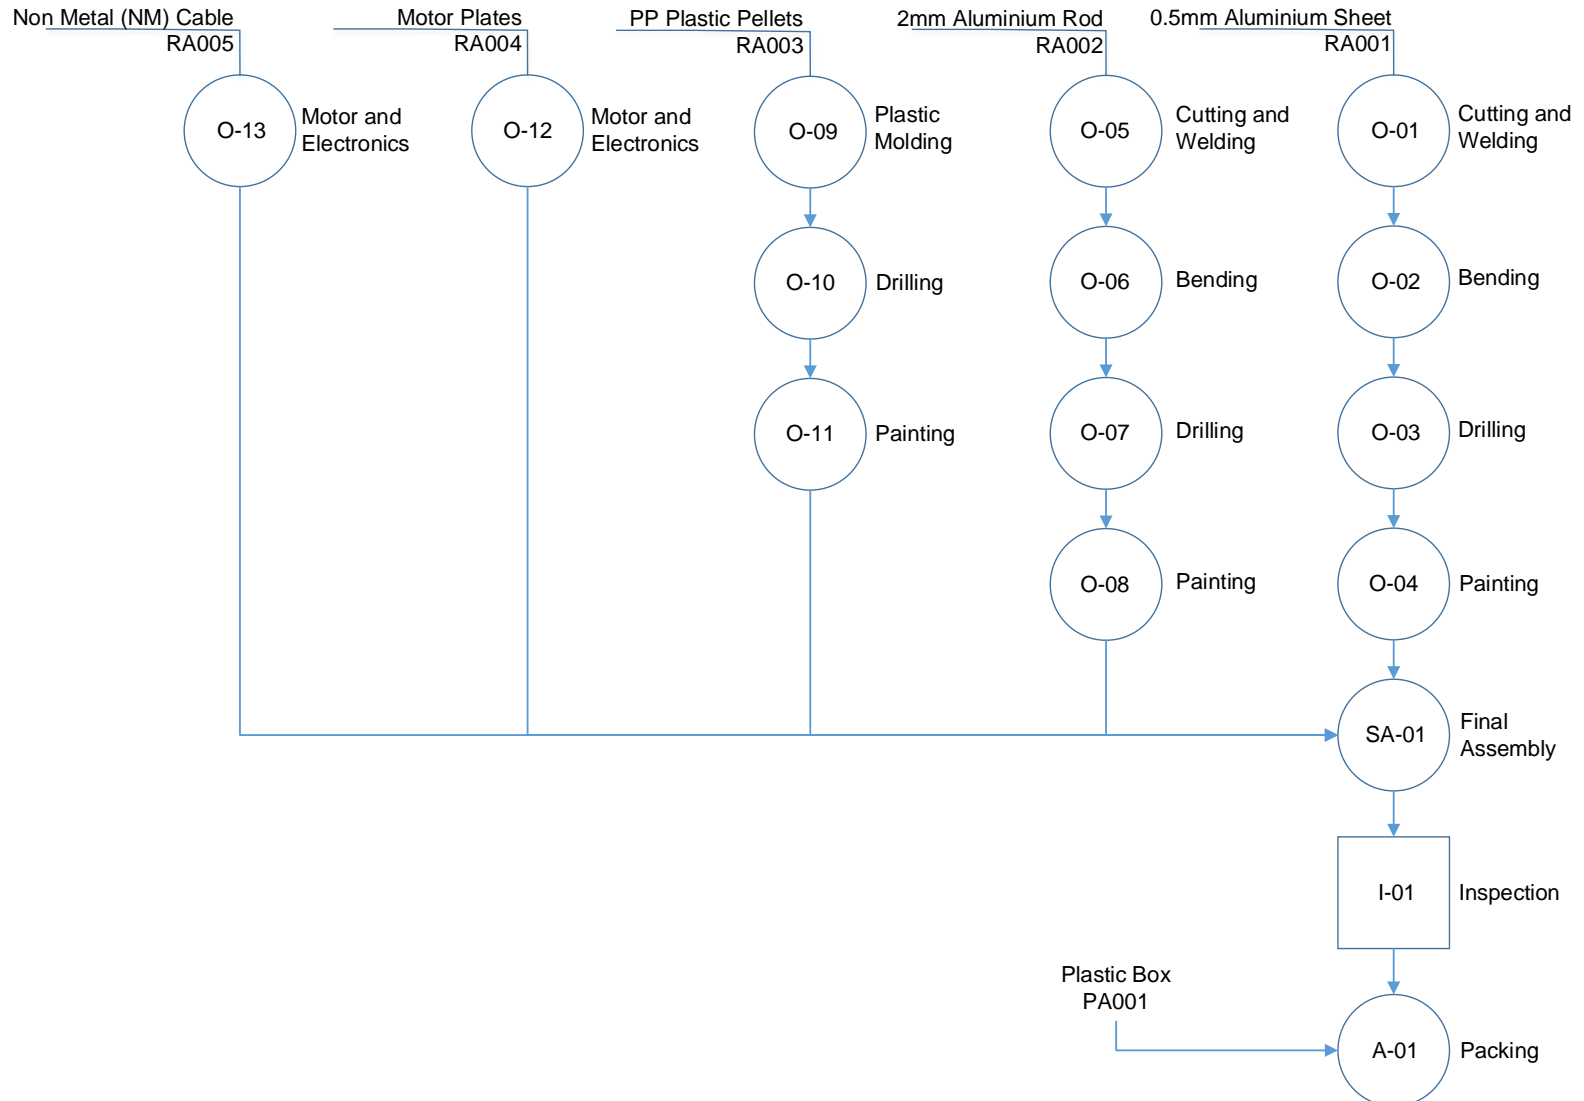 Non Metal (NM) Cable
RA005
Motor Plates
RA004
PP Plastic Pellets
RA003
2mm Aluminium Rod
RA002
0.5mm Aluminium Sheet
RA001
O-13
Motor and
Electronics
O-12
Motor and
Electronics
O-09
Plastic
Molding
O-05
Cutting and
Welding
O-01
Cutting and
Welding
O-10
Drilling
O-06
Bending
O-02
Bending
O-11
Painting
O-07
Drilling
O-03
Drilling
O-08
Painting
O-04
Painting
SA-01
Final
Assembly
I-01
Inspection
Plastic Box
PA001
A-01
Packing